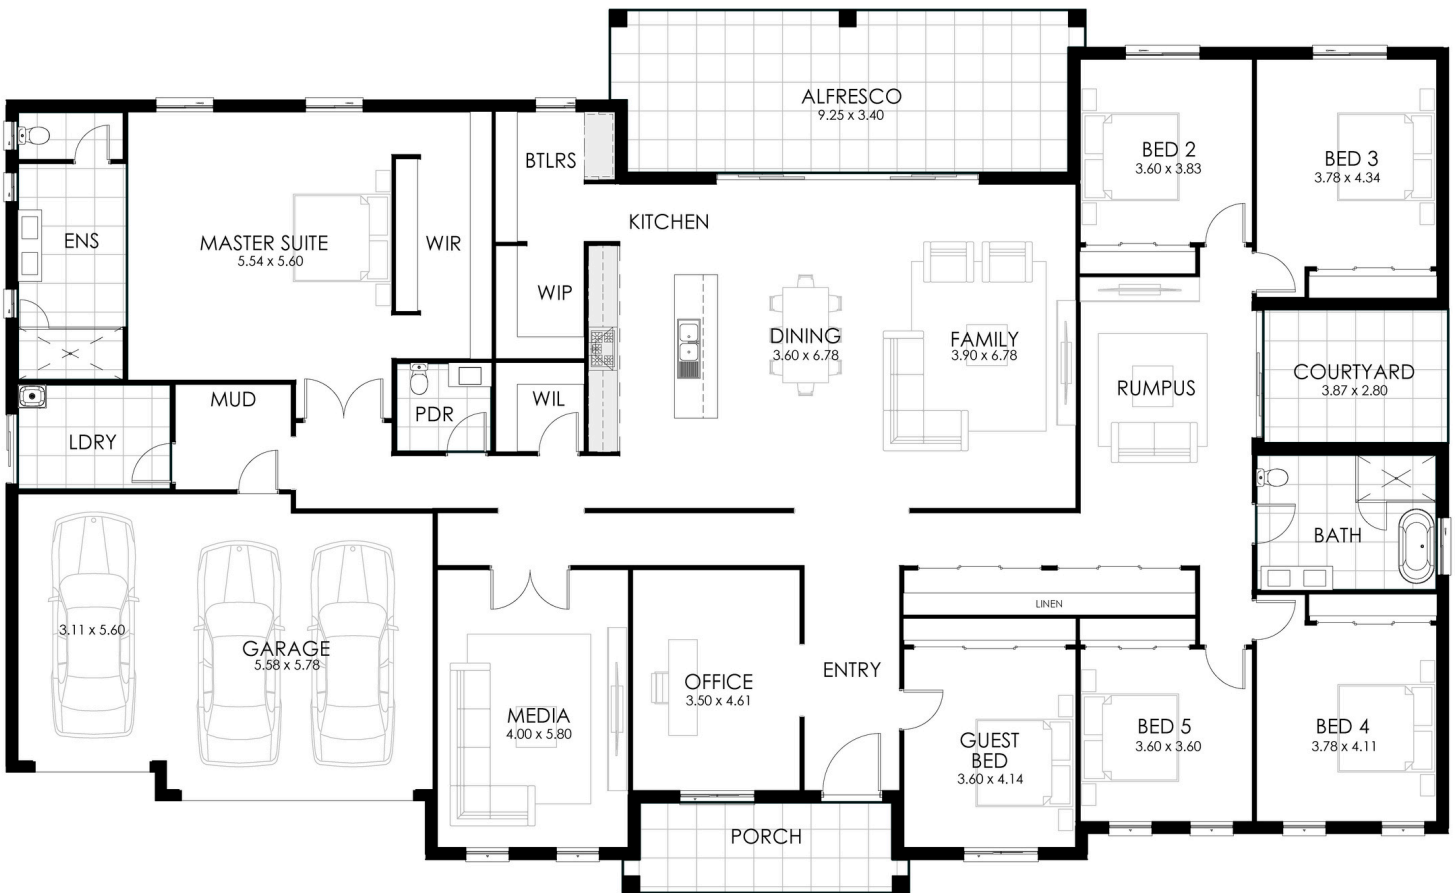 ALFRESCO
9.25 x 3.40
BED 2
3.60 x 3.83
BED 3
3.78 x 4.34
BTLRS
KITCHEN
ENS
MASTER SUITE
5.54 x 5.60
WIR
WIP
DINING
3.60 x 6.78
FAMILY
3.90 x 6.78
RUMPUS
COURTYARD
3.87 x 2.80
MUD
WIL
PDR
LDRY
BATH
LINEN
3.11 x 5.60
GARAGE
5.58 x 5.78
MEDIA
4.00 x 5.80
OFFICE
3.50 x 4.61
ENTRY
GUEST
BED
3.60 x 4.14
BED 5
3.60 x 3.60
BED 4
3.78 x 4.11
PORCH